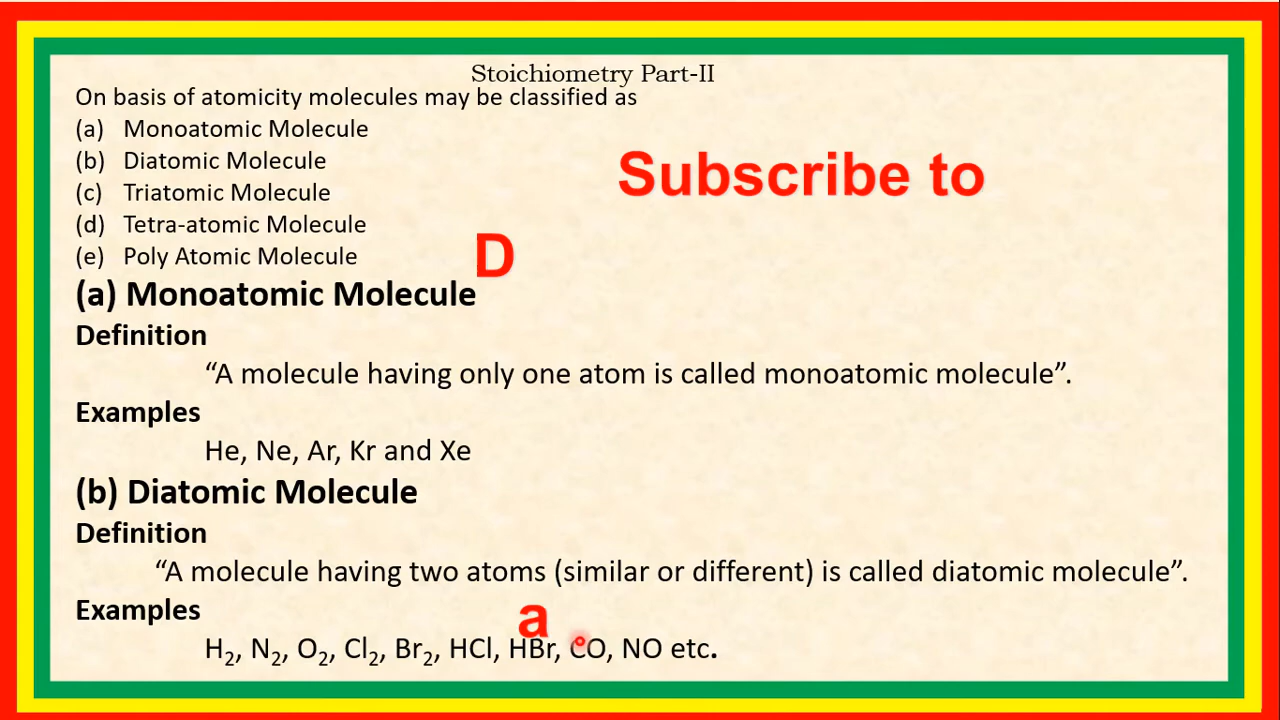 Stoichiometry Part-II
On basis of atomicity molecules may be classified as
(a) Monoatomic Molecule
(b) Diatomic Molecule
Subscribe to
(c) Triatomic Molecule
(d) Tetra-atomic Molecule
(e) Poly Atomic Molecule
D
(a) Monoatomic Molecule
Definition
“A molecule having only one atom is called monoatomic molecule”.
Examples
He, Ne, Ar, Kr and Xe
(b) Diatomic Molecule
Definition
“A molecule having two atoms (similar or different) is called diatomic molecule”.
Examples
a
H₂, N₂, O₂, Cl₂, Br₂, HCl, HBr, CO, NO etc.